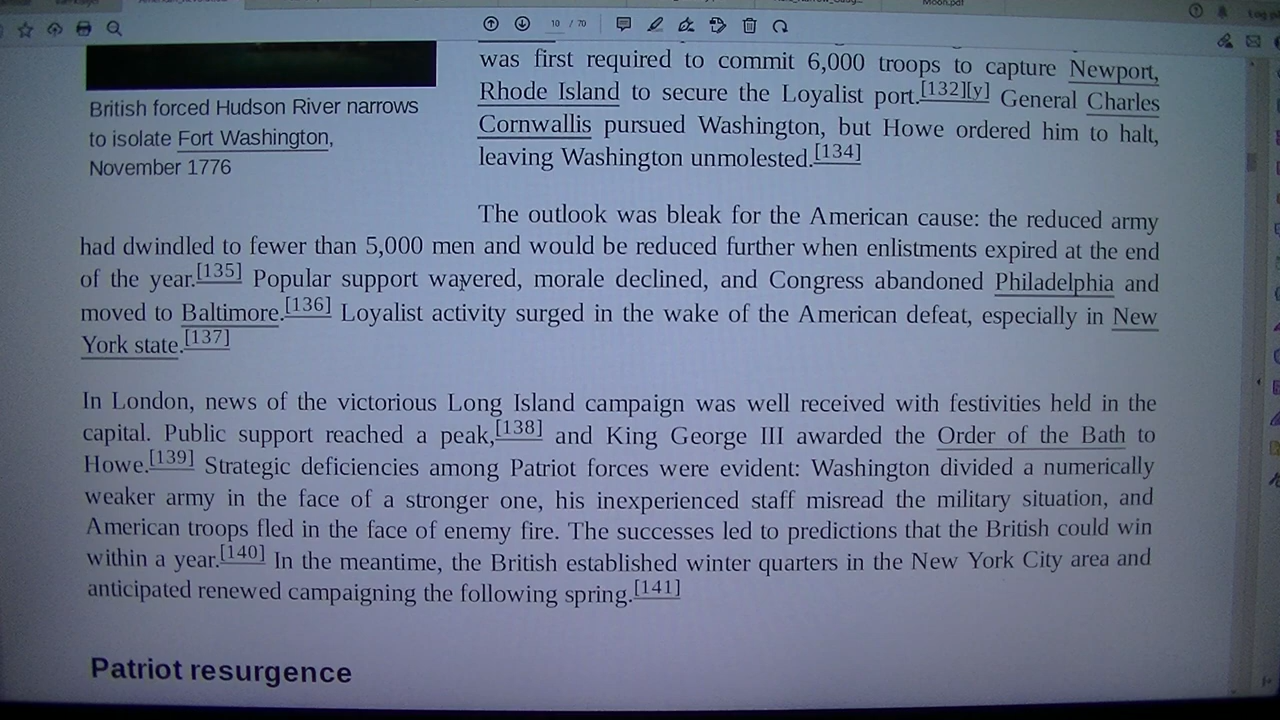 10 / 70
Moon.pdf
British forced Hudson River narrows
to isolate Fort Washington,
November 1776
was first required to commit 6,000 troops to capture Newport,
Rhode Island to secure the Loyalist port.[132][y] General Charles
Cornwallis pursued Washington, but Howe ordered him to halt,
leaving Washington unmolested.[134]
The outlook was bleak for the American cause: the reduced army
had dwindled to fewer than 5,000 men and would be reduced further when enlistments expired at the end
of the year.[135] Popular support wavered, morale declined, and Congress abandoned Philadelphia and
moved to Baltimore.[136] Loyalist activity surged in the wake of the American defeat, especially in New
York state.[137]
In London, news of the victorious Long Island campaign was well received with festivities held in the
capital. Public support reached a peak,[138] and King George III awarded the Order of the Bath to
Howe.[139] Strategic deficiencies among Patriot forces were evident: Washington divided a numerically
weaker army in the face of a stronger one, his inexperienced staff misread the military situation, and
American troops fled in the face of enemy fire. The successes led to predictions that the British could win
within a year.[140] In the meantime, the British established winter quarters in the New York City area and
anticipated renewed campaigning the following spring.[141]
Patriot resurgence